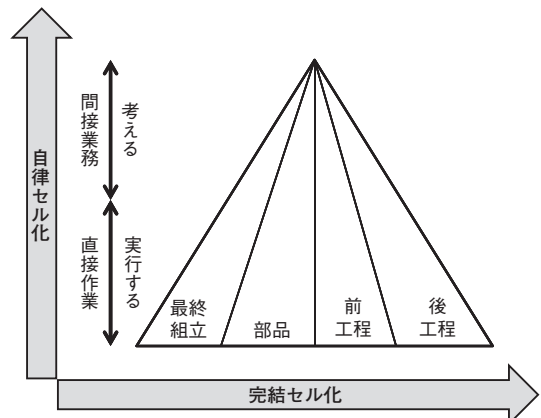 自律セル化
間接業務
考える
直接作業
実行する
最終
組立
部品
前
工程
後
工程
完結セル化